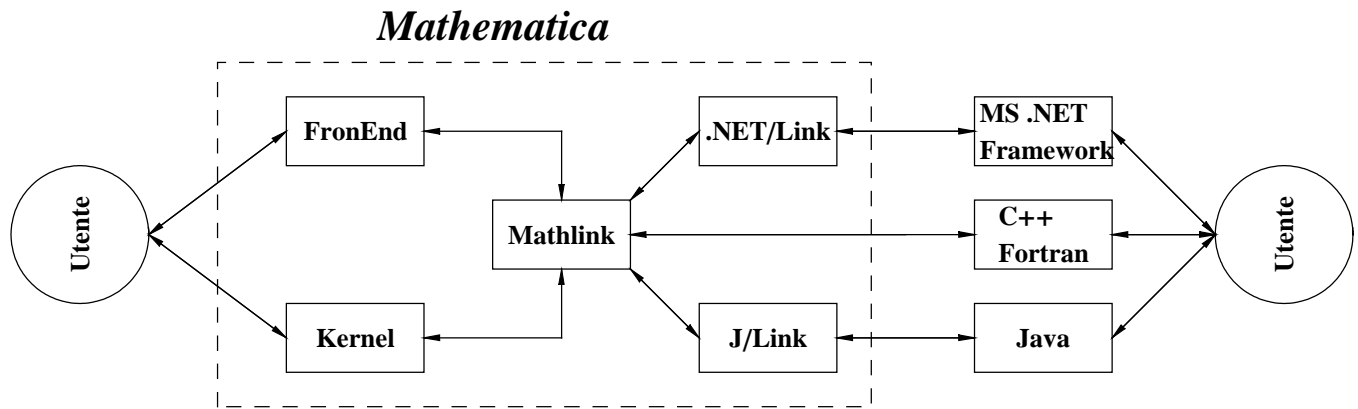 Mathematica
FronEnd
.NET/Link
MS .NET
Framework
Utente
Mathlink
C++
Fortran
Utente
Kernel
J/Link
Java